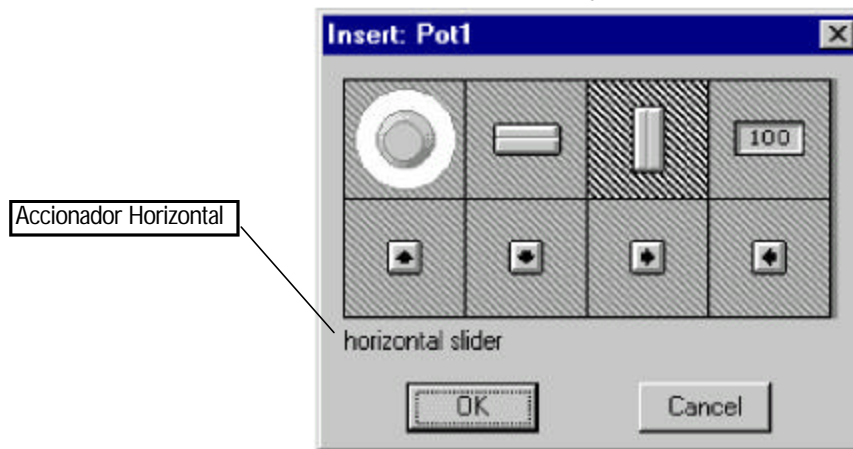 Insert: Pot1
100
Accionador Horizontal
horizontal slider
OK
Cancel